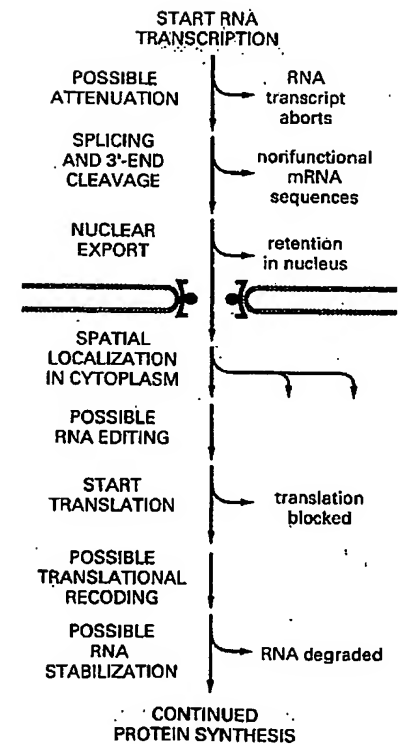 START RNA
TRANSCRIPTION
POSSIBLE
ATTENUATION
RNA
transcript
aborts
SPLICING
AND 3'-END
CLEAVAGE
nonfunctional
mRNA
sequences
NUCLEAR
EXPORT
retention
in nucleus
SPATIAL
LOCALIZATION
IN CYTOPLASM
POSSIBLE
RNA EDITING
START
TRANSLATION
translation
blocked
POSSIBLE
TRANSLATIONAL
RECODING
POSSIBLE
RNA
STABILIZATION
RNA degraded
CONTINUED
PROTEIN SYNTHESIS